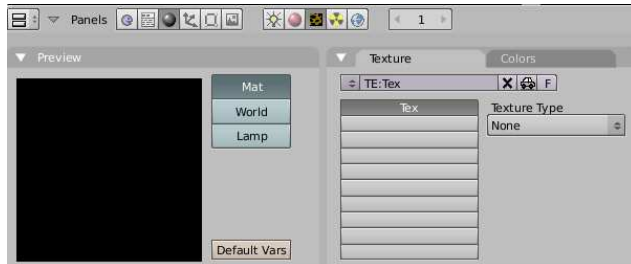 Panels 1
Preview
Texture Colors
Mat
World
Lamp
Default Vars
TE:Tex F
Tex
Texture Type
None